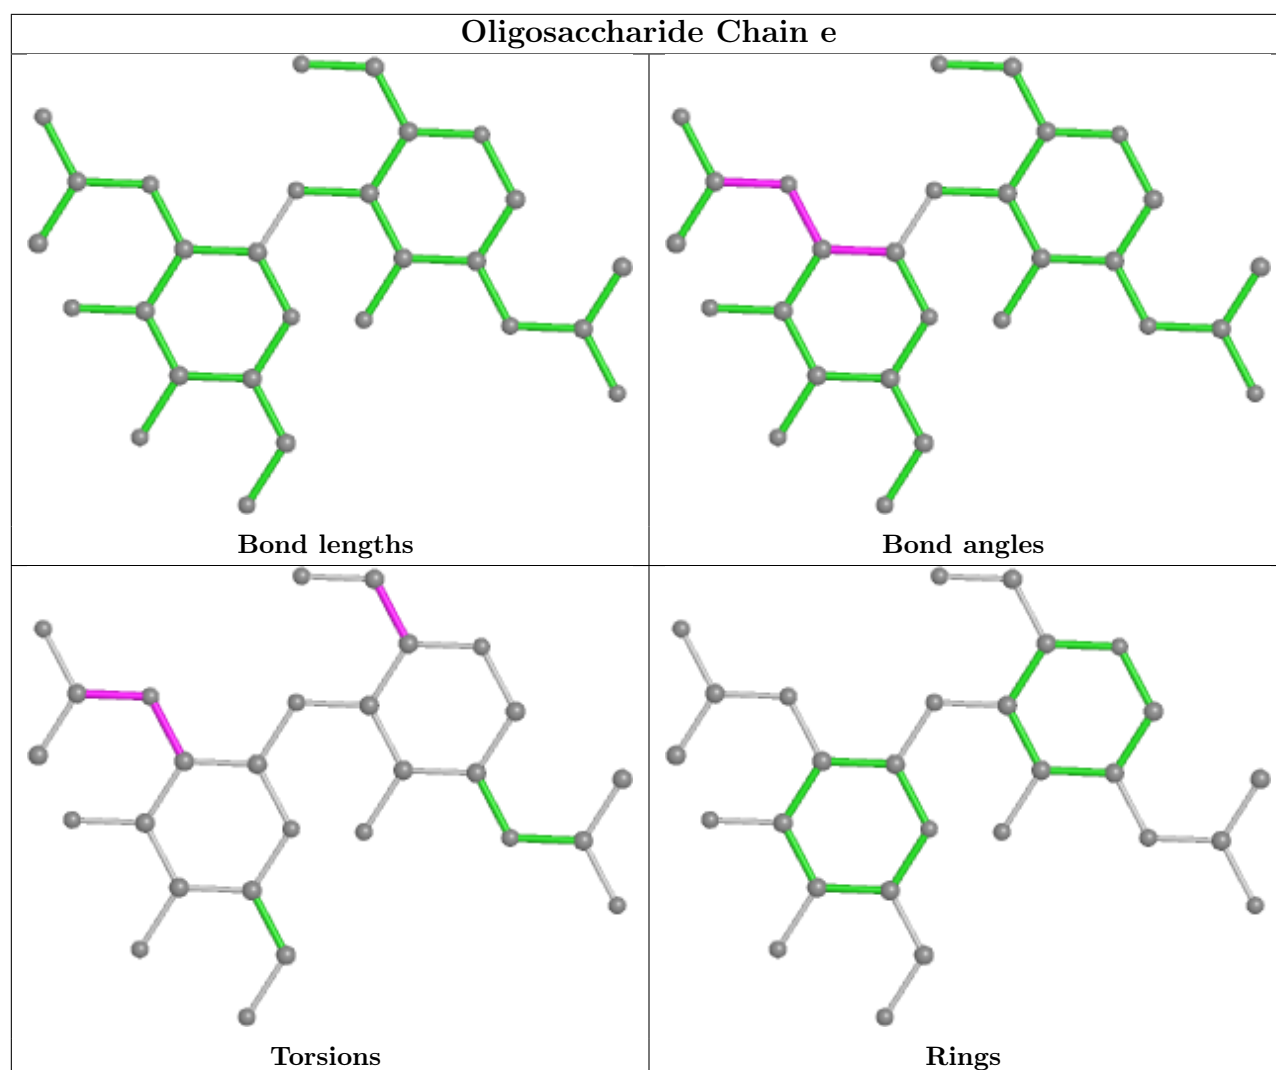 Oligosaccharide Chain e
Bond lengths
Bond angles
Torsions
Rings